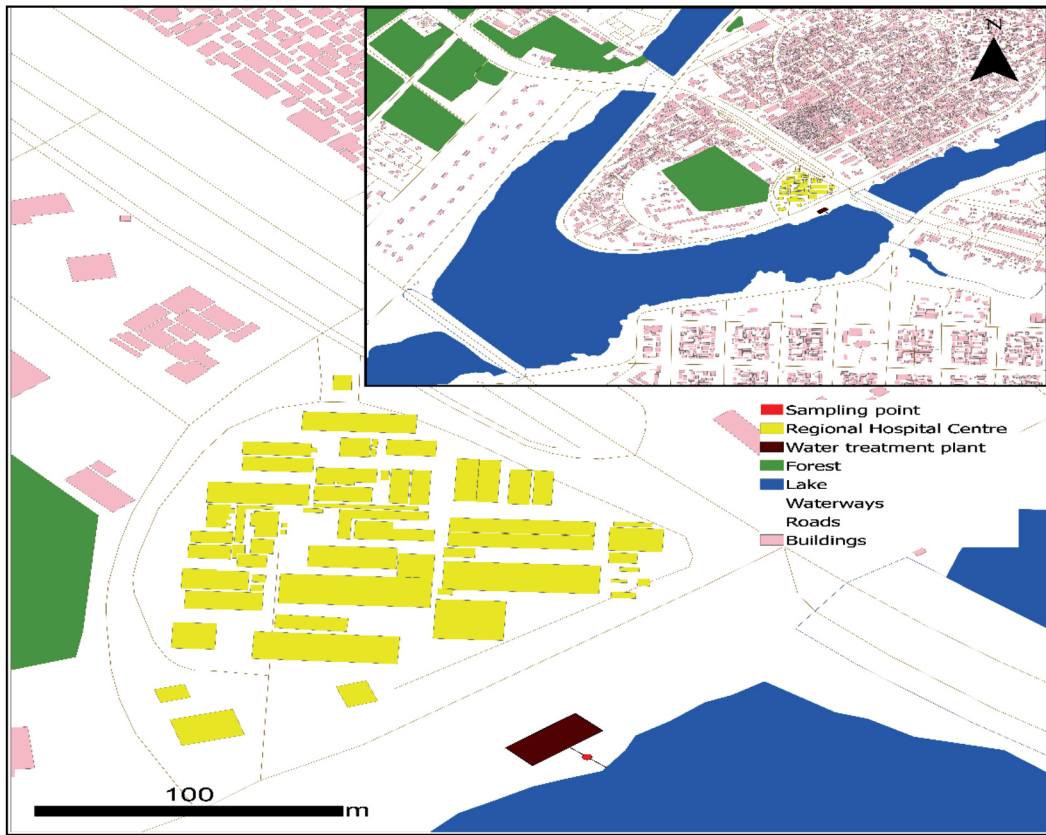 N
Sampling point
Regional Hospital Centre
Water treatment plant
Forest
Lake
Waterways
Roads
Buildings
100
m